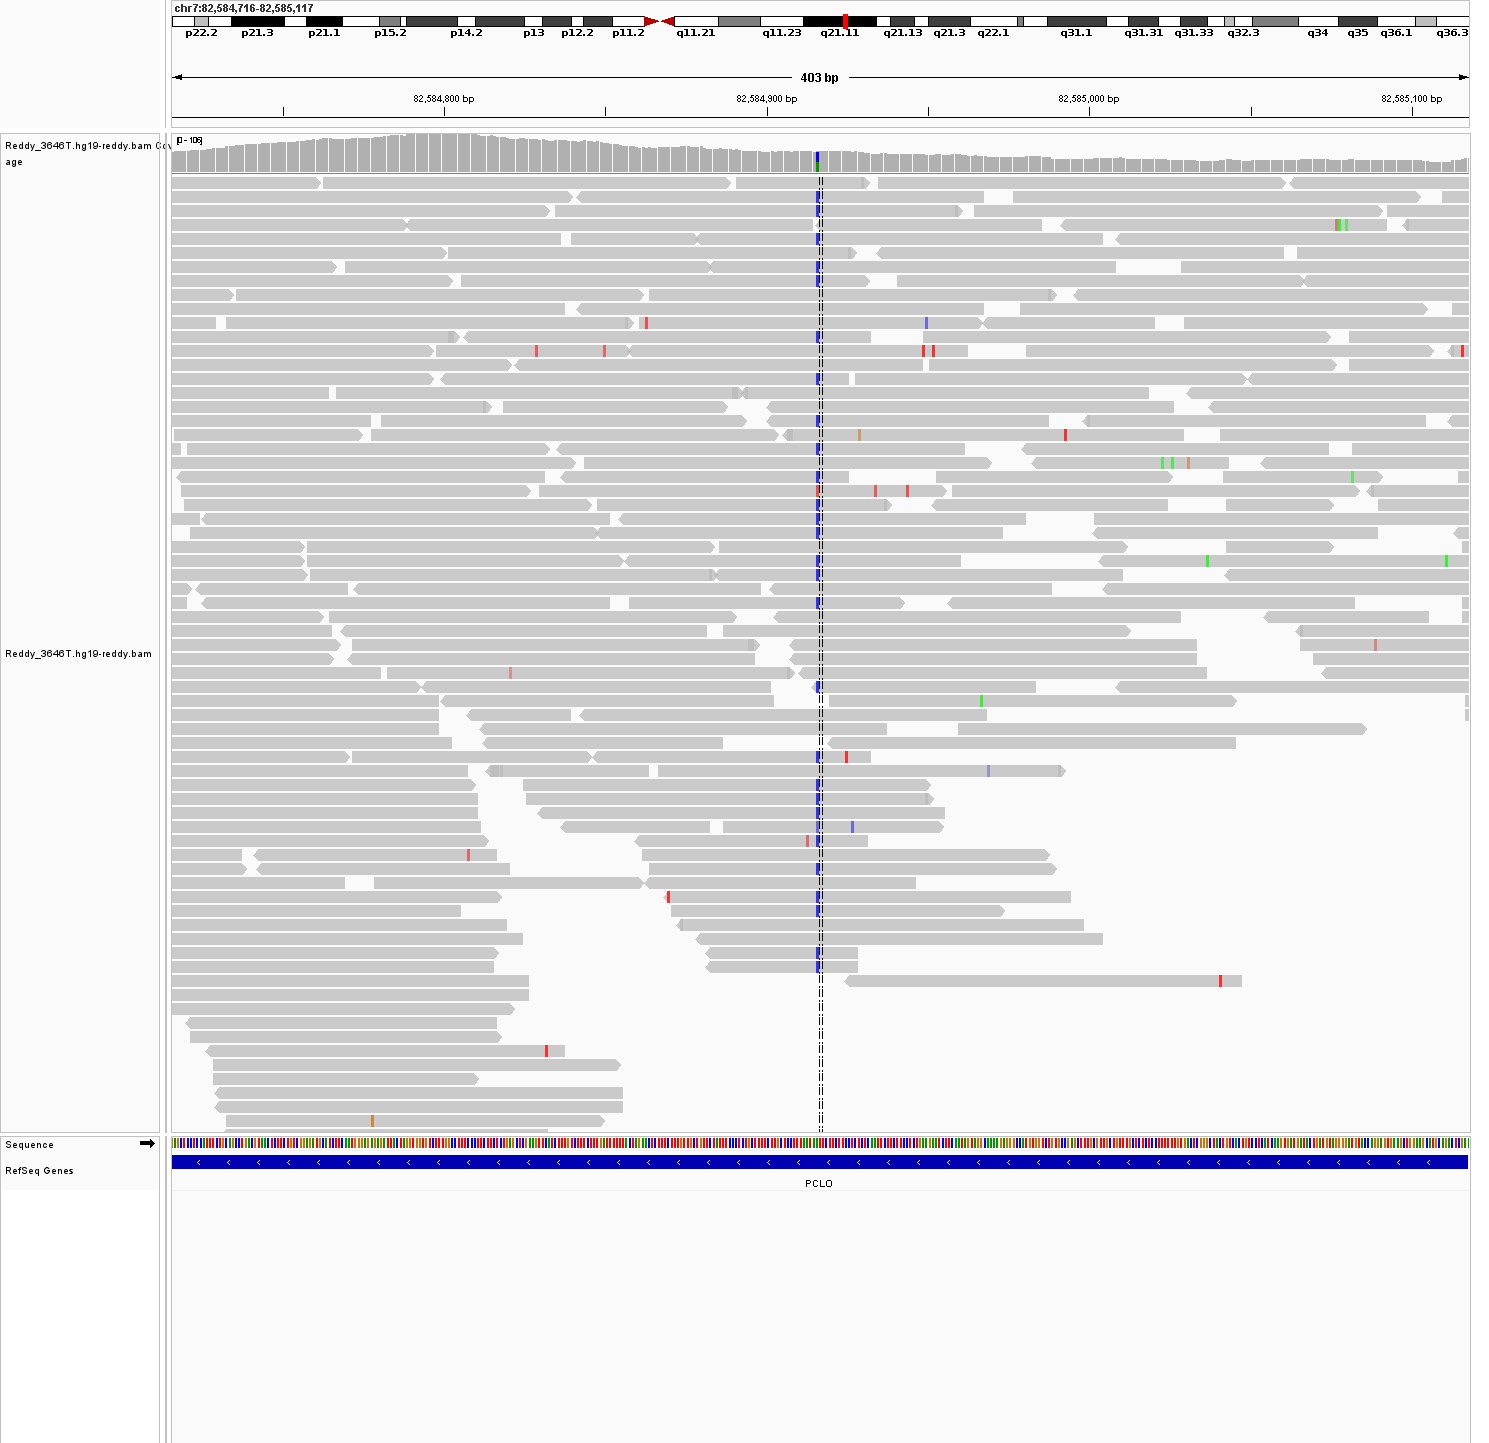 chr7:82,584,716-82,585,117
p22.2 p21.3 p21.1 p15.2 p14.2 p13 p12.2 p11.2 q11.21 q11.23 q21.11 q21.13 q21.3 q22.1 q31.1 q31.31 q31.33 q32.3 q34 q35 q36.1 q36.3
403 bp
82,584,800 bp 82,584,900 bp 82,585,000 bp 82,585,100 bp
[0 - 106]
Reddy_3646T.hg19-reddy.bam Cov
age
Reddy_3646T.hg19-reddy.bam
Sequence
RefSeq Genes
PCLO